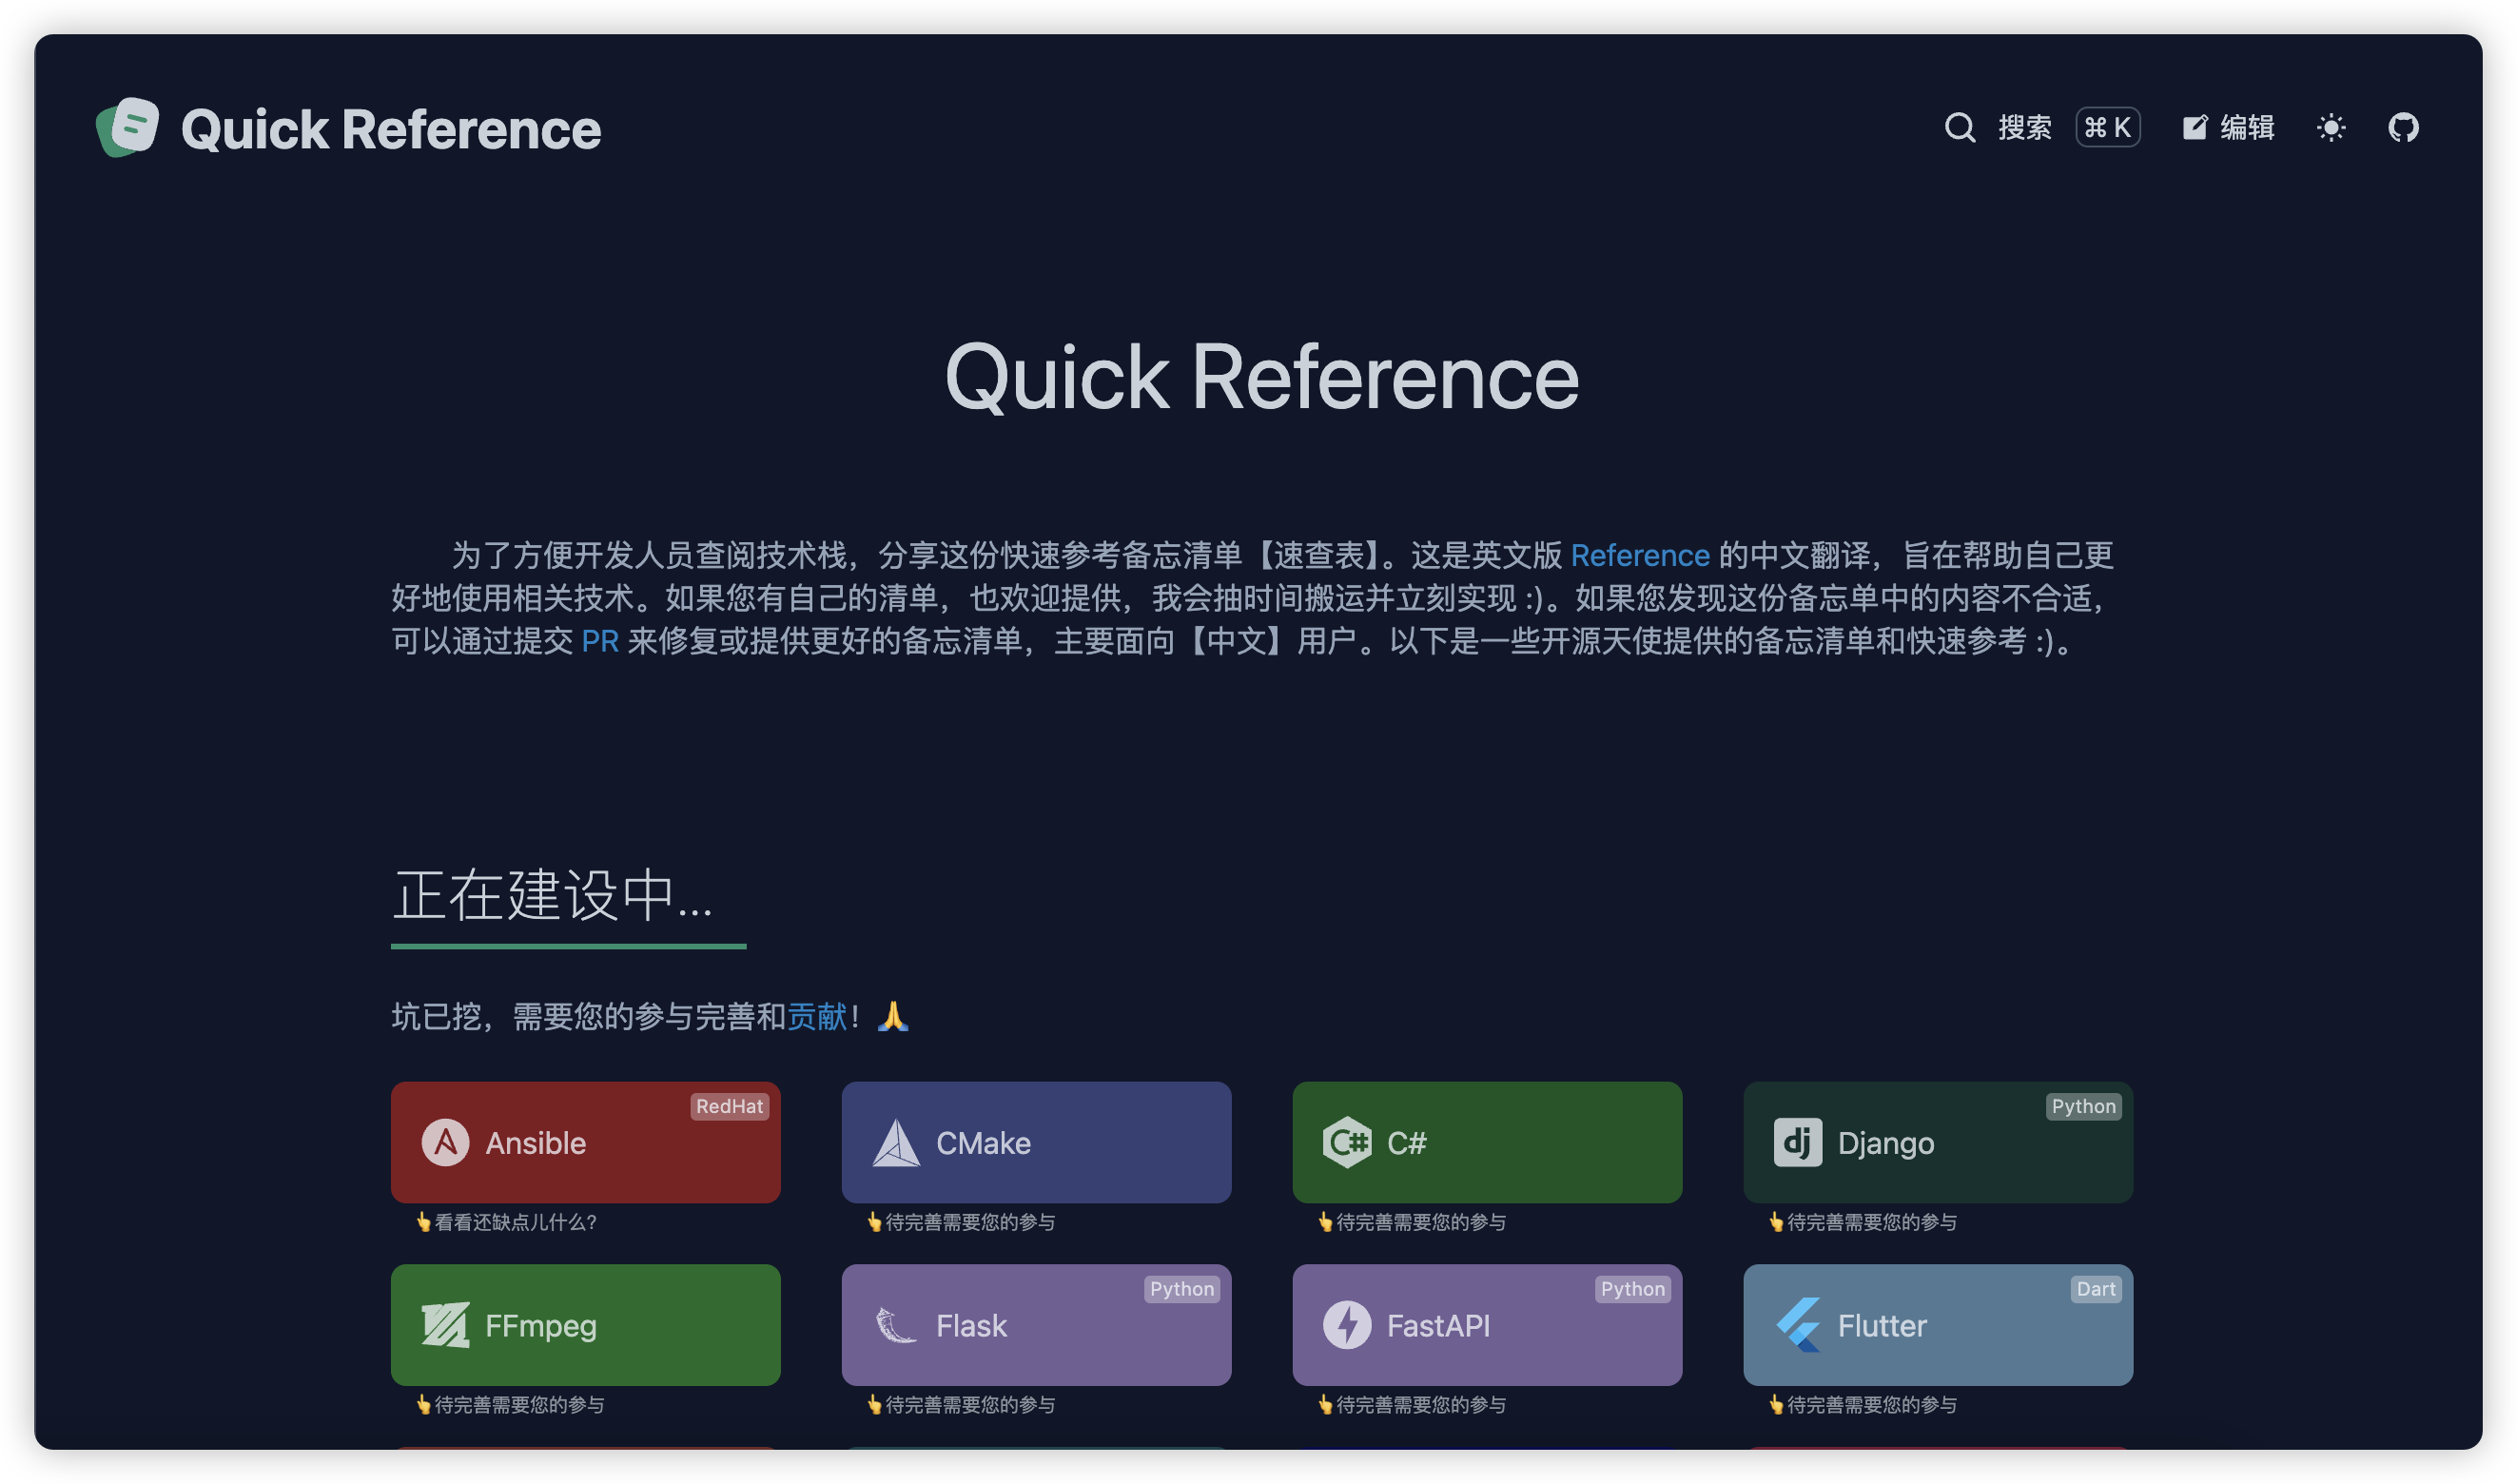 Quick Reference
搜索 ⌘ K 编辑
Quick Reference
为了方便开发人员查阅技术栈，分享这份快速参考备忘清单【速查表】。这是英文版 Reference 的中文翻译，旨在帮助自己更
好地使用相关技术。如果您有自己的清单，也欢迎提供，我会抽时间搬运并立刻实现 :)。如果您发现这份备忘单中的内容不合适，
可以通过提交 PR 来修复或提供更好的备忘清单，主要面向【中文】用户。以下是一些开源天使提供的备忘清单和快速参考 :)。
正在建设中...
坑已挖，需要您的参与完善和贡献！🙏
RedHat
Ansible
CMake
C#
C#
Python
dj
Django
👆看看还缺点儿什么?
👆待完善需要您的参与
👆待完善需要您的参与
👆待完善需要您的参与
FFmpeg
Python
Flask
Python
FastAPI
Dart
Flutter
👆待完善需要您的参与
👆待完善需要您的参与
👆待完善需要您的参与
👆待完善需要您的参与